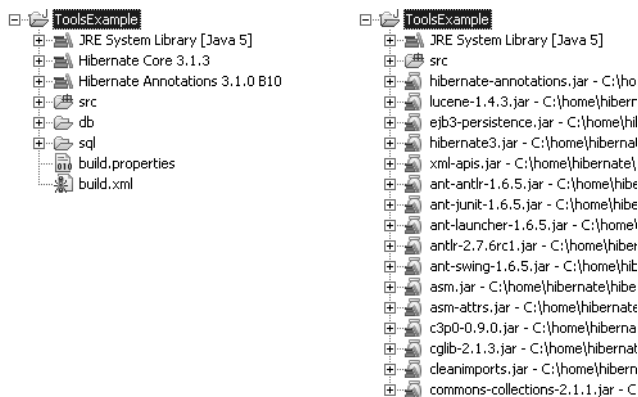 ToolsExample
JRE System Library [Java 5]
Hibernate Core 3.1.3
Hibernate Annotations 3.1.0 B10
src
db
sql
build.properties
build.xml
ToolsExample
JRE System Library [Java 5]
src
hibernate-annotations.jar - C:\ho
lucene-1.4.3.jar - C:\home\hibern
ejb3-persistence.jar - C:\home\hi
hibernate3.jar - C:\home\hibernat
xml-apis.jar - C:\home\hibernate\
ant-antlr-1.6.5.jar - C:\home\hibe
ant-junit-1.6.5.jar - C:\home\hibe
ant-launcher-1.6.5.jar - C:\home\
antlr-2.7.6rc1.jar - C:\home\hiber
ant-swing-1.6.5.jar - C:\home\hib
asm.jar - C:\home\hibernate\hibe
asm-attrs.jar - C:\home\hibernate
c3p0-0.9.0.jar - C:\home\hiberna
cglib-2.1.3.jar - C:\home\hibernat
cleanimports.jar - C:\home\hibern
commons-collections-2.1.1.jar - C